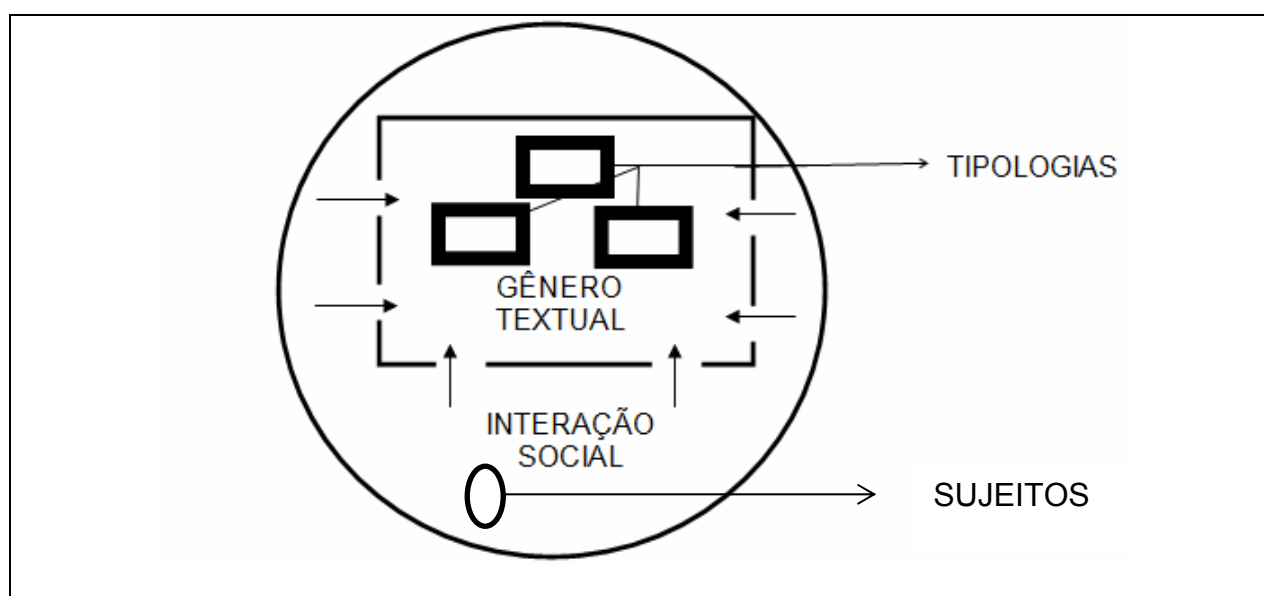 TIPOLOGIAS
GÊNERO
TEXTUAL
INTERAÇÃO
SOCIAL
SUJEITOS